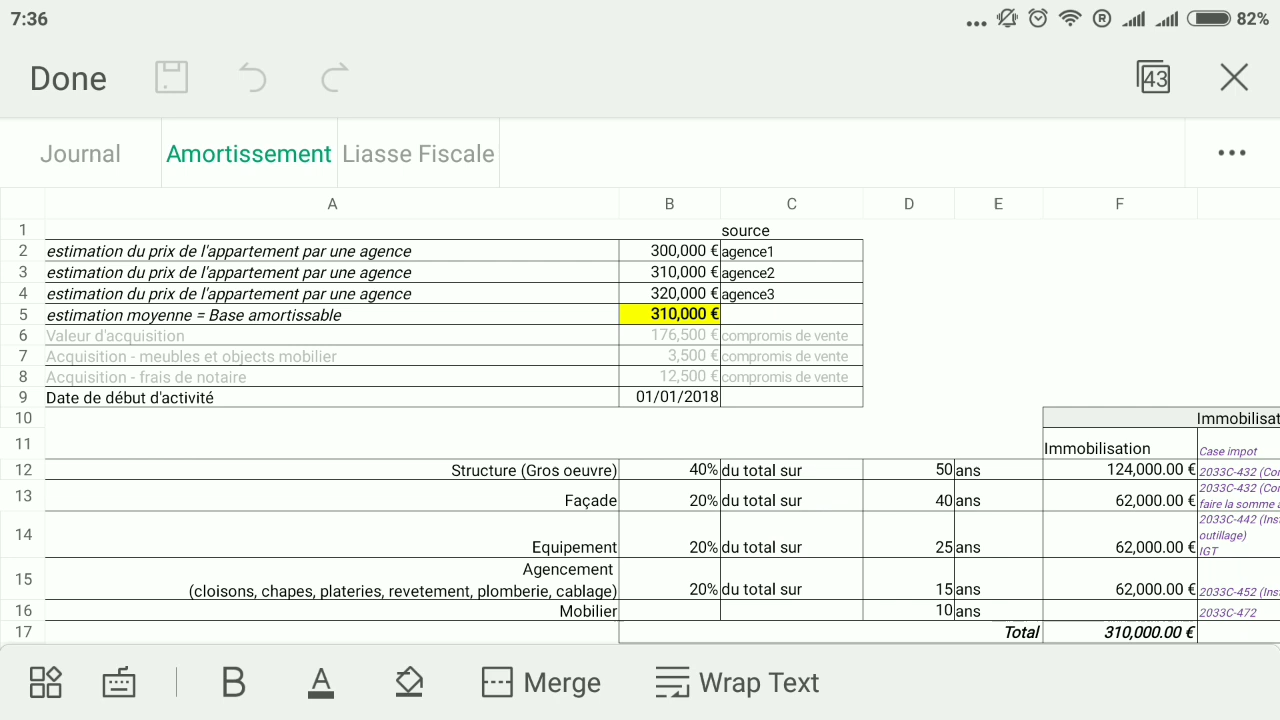 7:36 ... 82%
Done 43
Journal Amortissement Liasse Fiscale ...
A B C D E F
1 source
2 estimation du prix de l'appartement par une agence 300,000 € agence1
3 estimation du prix de l'appartement par une agence 310,000 € agence2
4 estimation du prix de l'appartement par une agence 320,000 € agence3
5 estimation moyenne = Base amortissable 310,000 €
6 Valeur d'acquisition 176,500 € compromis de vente
7 Acquisition - meubles et objects mobilier 3,500 € compromis de vente
8 Acquisition - frais de notaire 12,500 € compromis de vente
9 Date de début d'activité 01/01/2018
10 Immobilisat
11 Immobilisation Case impot
12 Structure (Gros oeuvre) 40% du total sur 50 ans 124,000.00 € 2033C-432 (Con
13 Façade 20% du total sur 40 ans 62,000.00 € 2033C-432 (Con
faire la somme a
14 Equipement 20% du total sur 25 ans 62,000.00 € 2033C-442 (Inst
outillage)
IGT
15 Agencement
(cloisons, chapes, plateries, revetement, plomberie, cablage) 20% du total sur 15 ans 62,000.00 € 2033C-452 (Inst
16 Mobilier 10 ans 2033C-472
17 Total 310,000.00 €
B A Merge Wrap Text